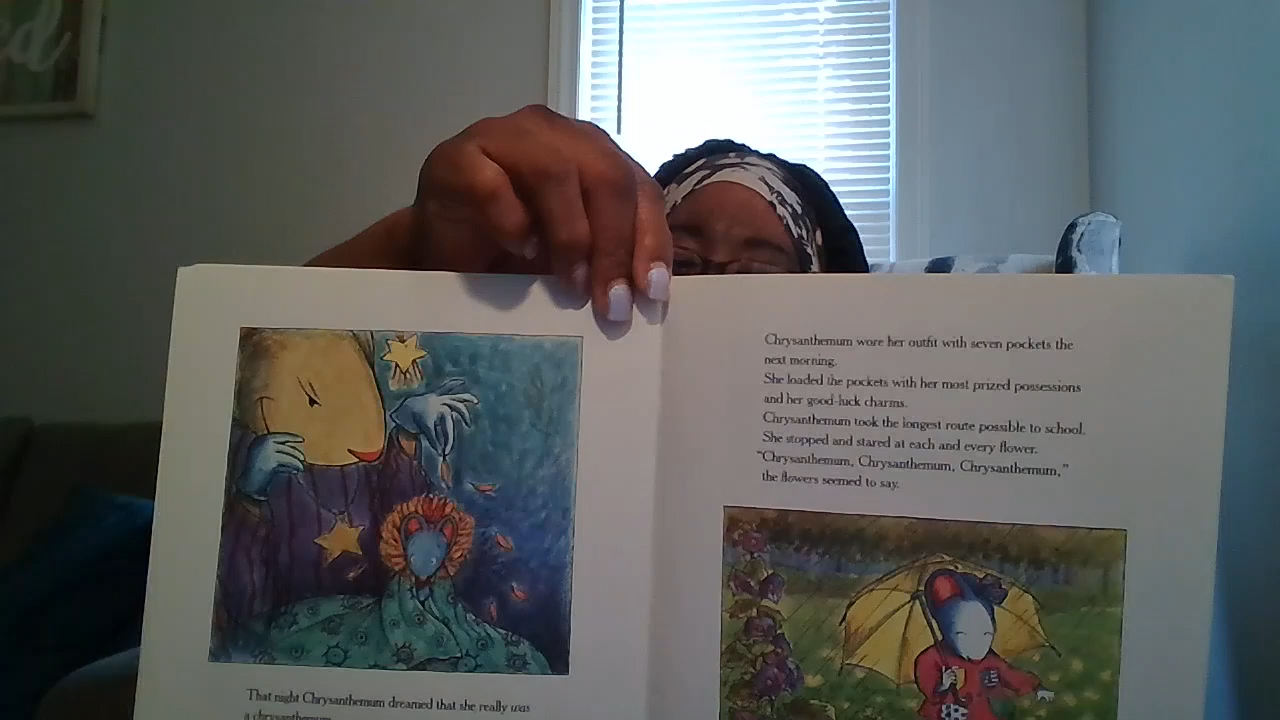 That night Chrysanthemum dreamed that she really was
a chrysanthemum.
Chrysanthemum wore her outfit with seven pockets the
next morning.
She loaded the pockets with her most prized possessions
and her good-luck charms.
Chrysanthemum took the longest route possible to school.
She stopped and stared at each and every flower.
"Chrysanthemum, Chrysanthemum, Chrysanthemum,"
the flowers seemed to say.